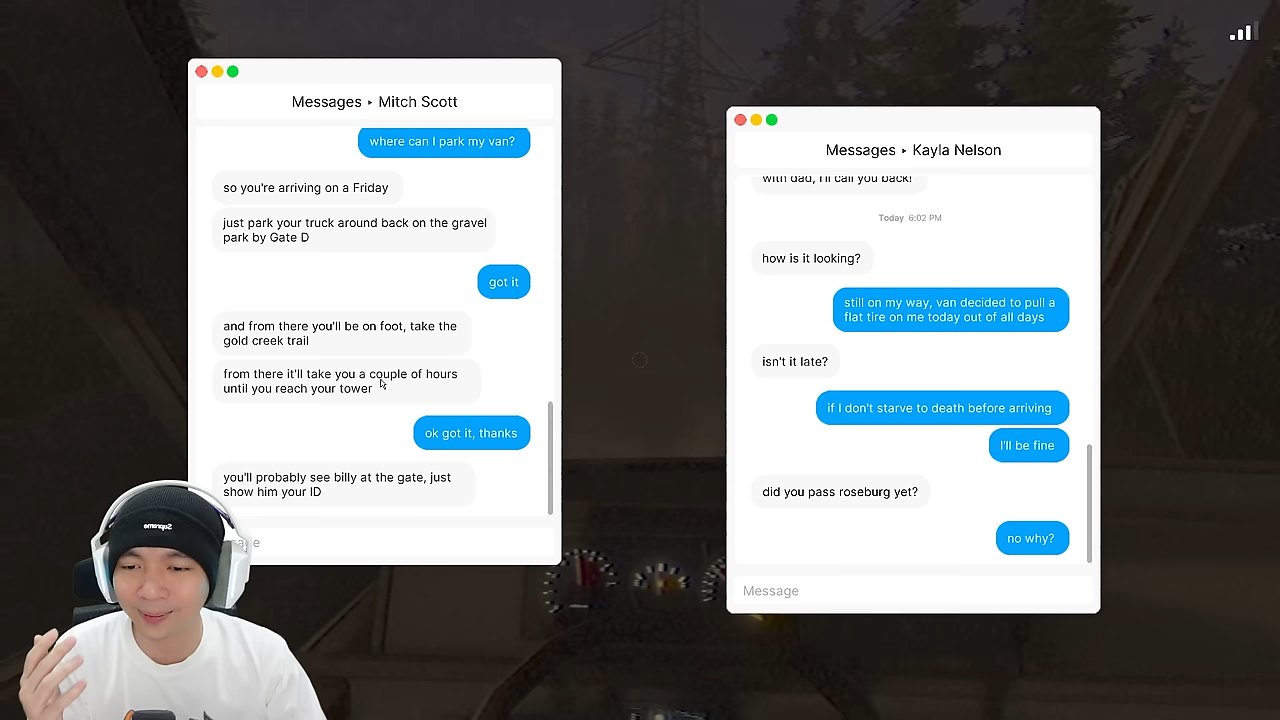 Messages ▸ Mitch Scott
where can I park my van?
so you're arriving on a Friday
just park your truck around back on the gravel
park by Gate D
got it
and from there you'll be on foot, take the
gold creek trail
from there it'll take you a couple of hours
until you reach your tower
ok got it, thanks
you'll probably see billy at the gate, just
show him your ID
Messages ▸ Kayla Nelson
with dad, I'll call you back!
Today 6:02 PM
how is it looking?
still on my way, van decided to pull a
flat tire on me today out of all days
isn't it late?
if I don't starve to death before arriving
I'll be fine
did you pass roseburg yet?
no why?
Message
Supreme